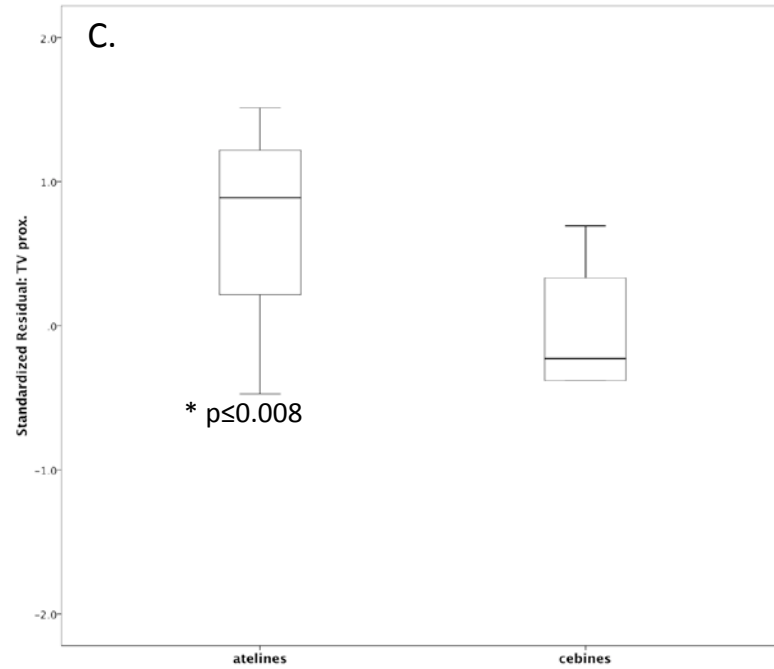 C.
Standardized Residual: TV prox.
2.0
1.0
.0
-1.0
-2.0
* p≤0.008
atelines
cebines